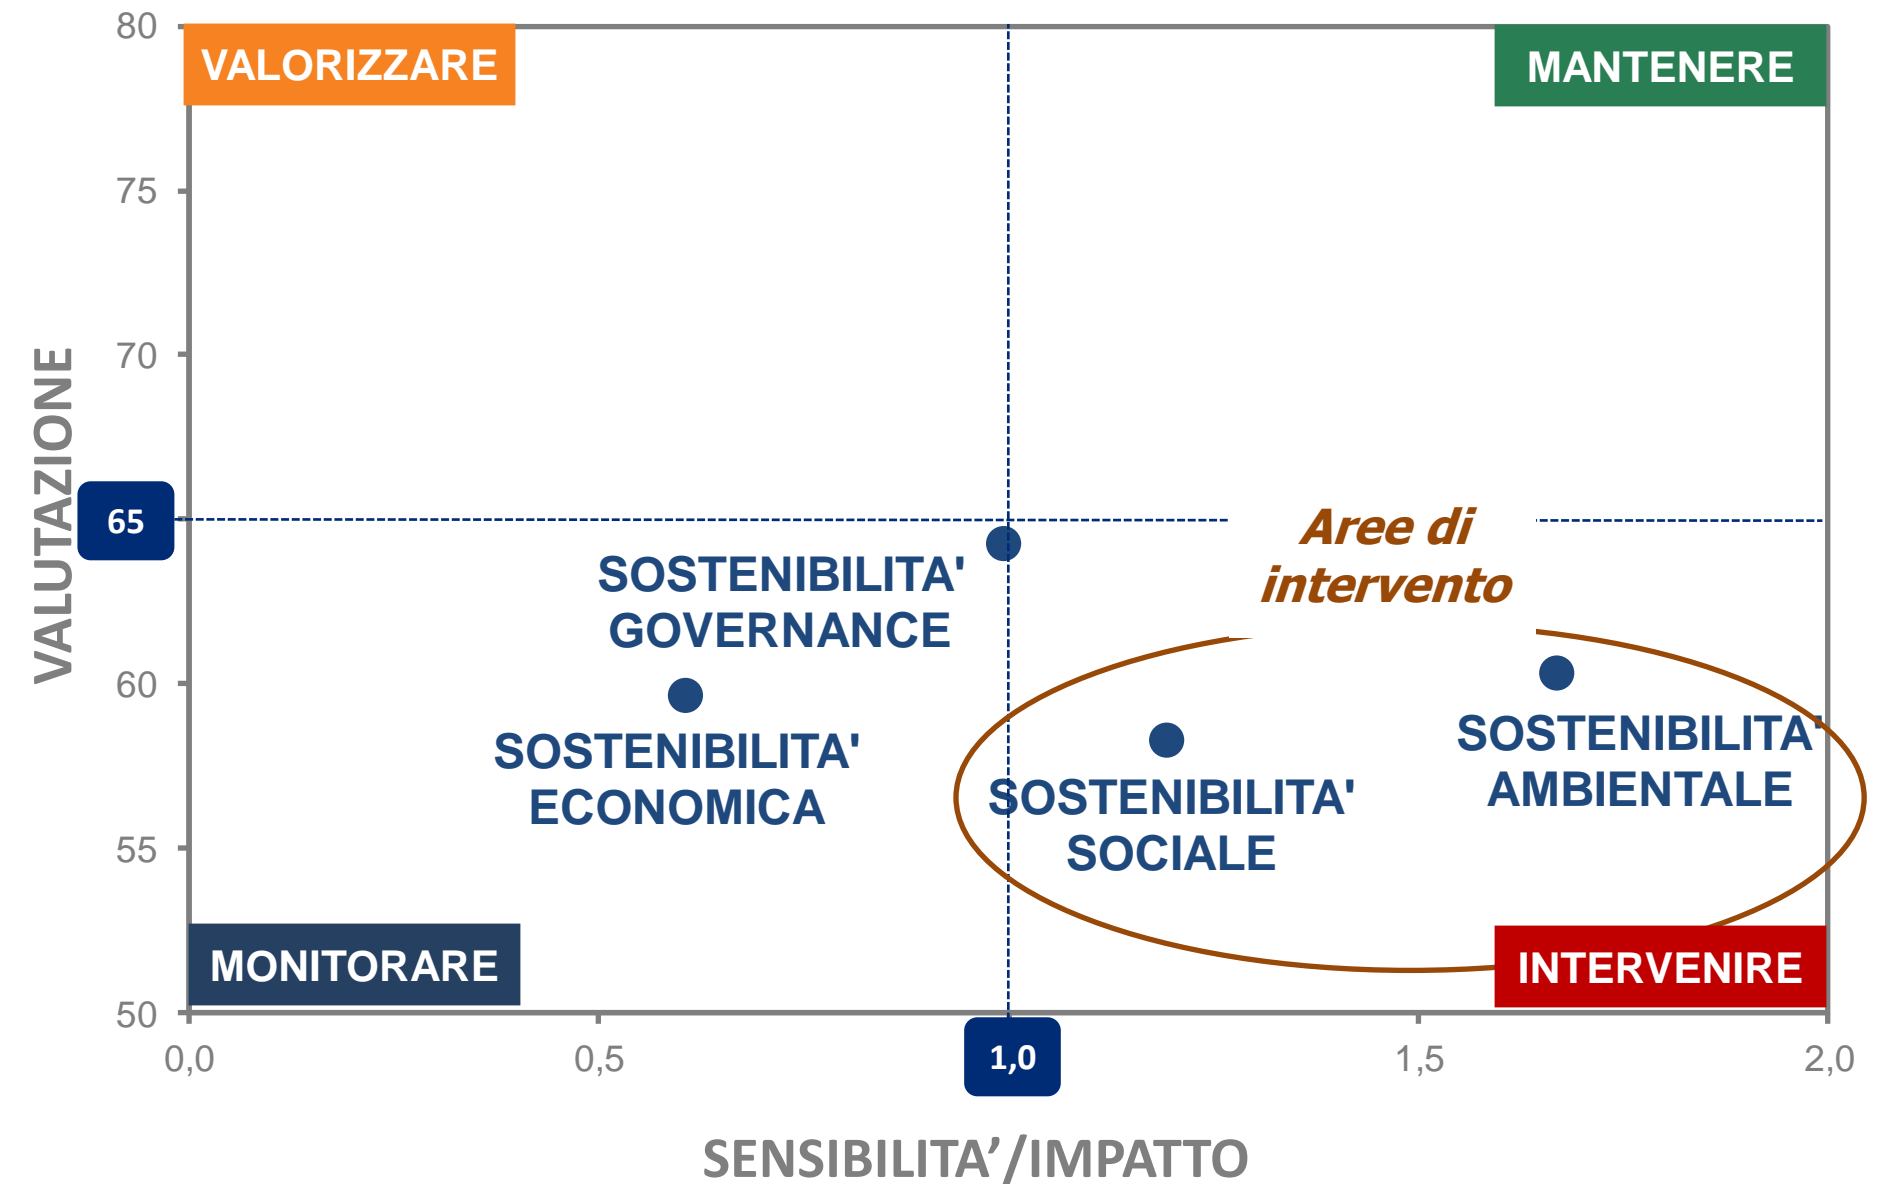 80
VALORIZZARE
MANTENERE
75
70
VALUTAZIONE
65
Aree di
intervento
SOSTENIBILITA'
GOVERNANCE
60
SOSTENIBILITA'
ECONOMICA
SOSTENIBILITA'
SOCIALE
SOSTENIBILITA'
AMBIENTALE
55
MONITORARE
INTERVENIRE
50
0,0
0,5
1,0
1,5
2,0
SENSIBILITA’/IMPATTO